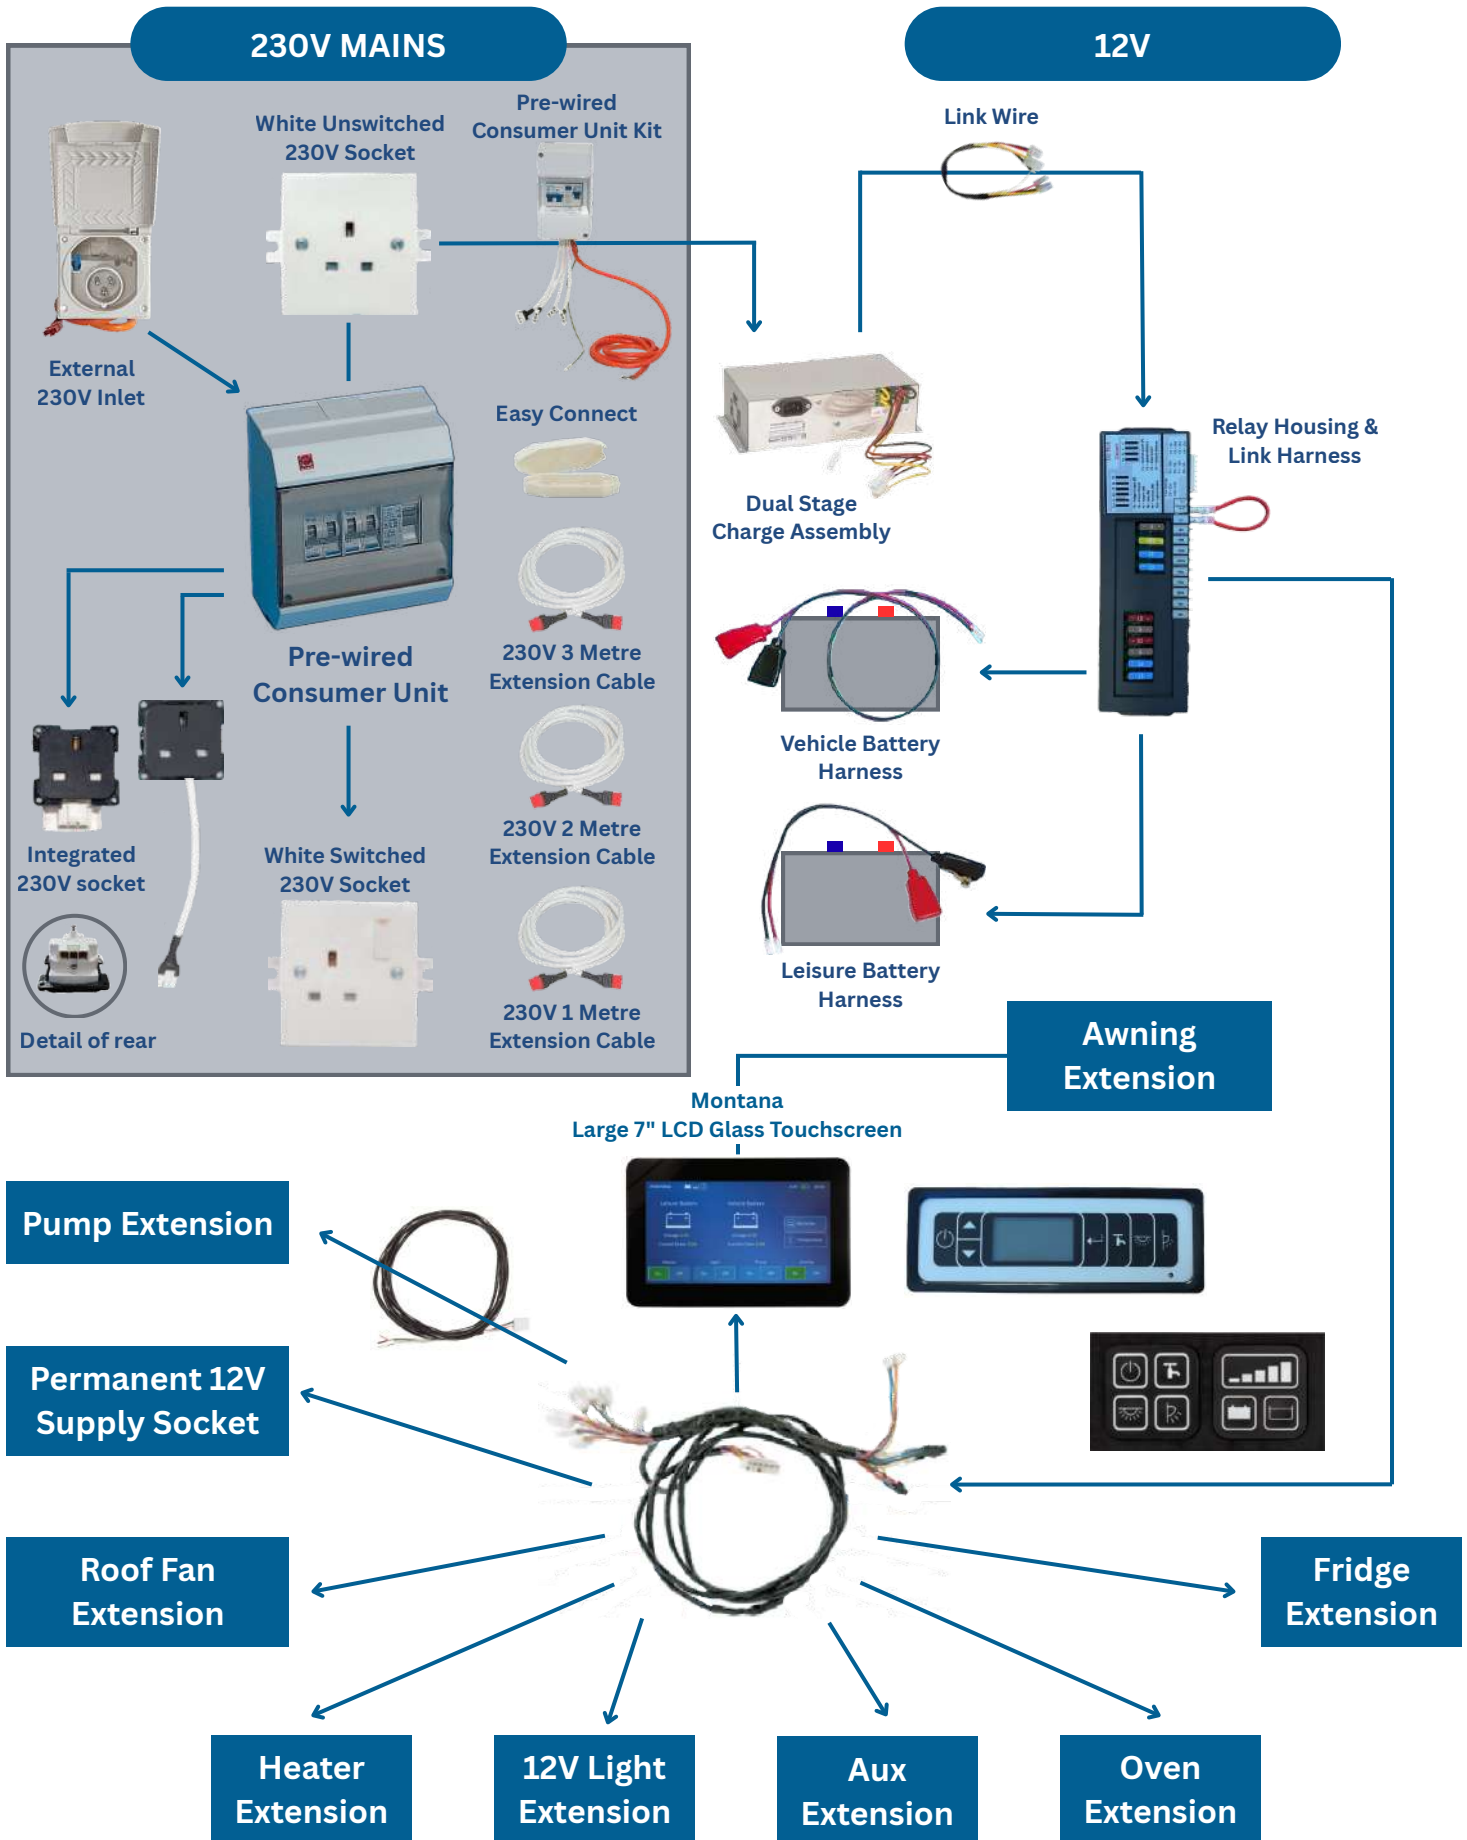 230V MAINS
12V
Pre-wired
Consumer Unit Kit
White Unswitched
230V Socket
Link Wire
External
230V Inlet
Easy Connect
Relay Housing &
Link Harness
Dual Stage
Charge Assembly
230V 3 Metre
Extension Cable
Pre-wired
Consumer Unit
Vehicle Battery
Harness
230V 2 Metre
Extension Cable
Integrated
230V socket
White Switched
230V Socket
Leisure Battery
Harness
230V 1 Metre
Extension Cable
Detail of rear
Awning
Extension
Montana
Large 7" LCD Glass Touchscreen
Leisure Battery
Vehicle Battery
Pump Extension
Permanent 12V
Supply Socket
Roof Fan
Extension
Fridge
Extension
Heater
Extension
12V Light
Extension
Aux
Extension
Oven
Extension